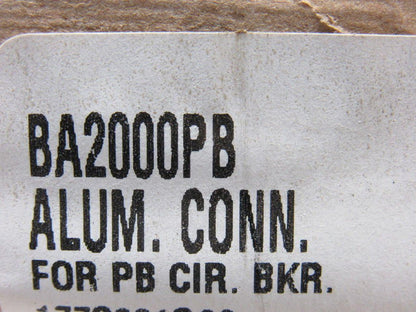 BA2000PB
ALUM. CONN.
FOR PB CIR. BKR.